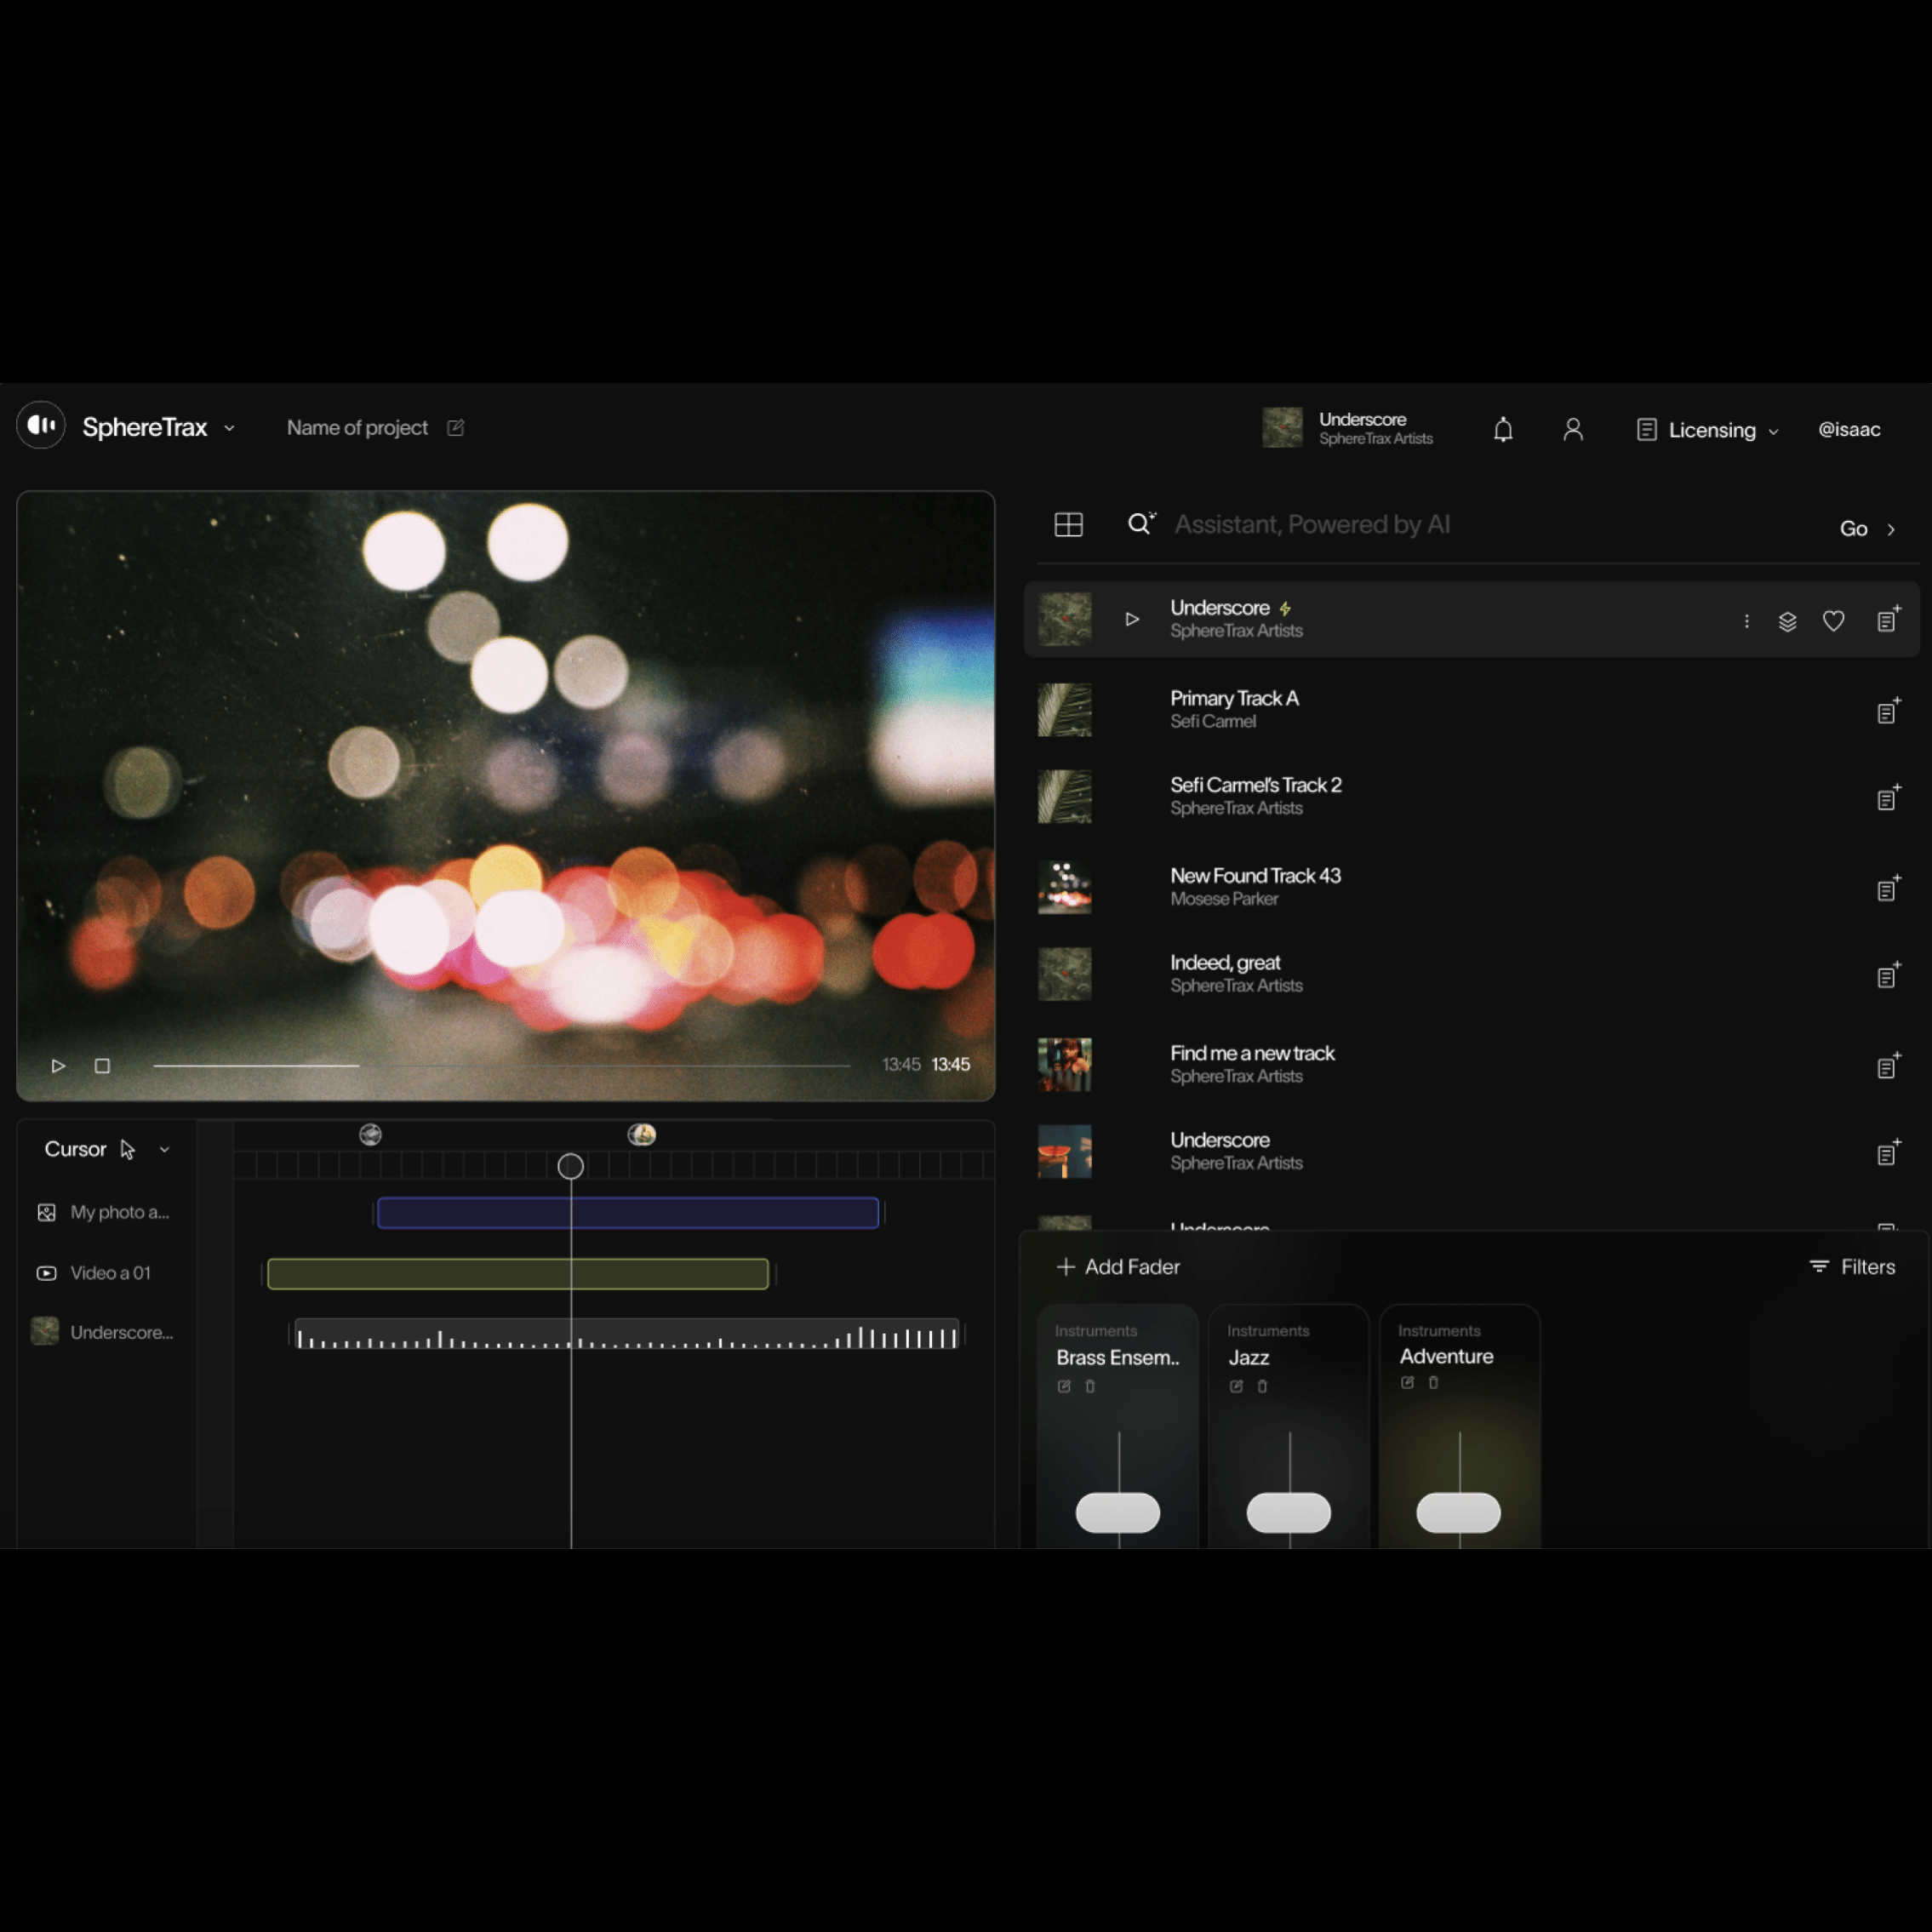 SphereTrax
Name of project
Underscore
SphereTrax Artists
Licensing
@isaac
Assistant, Powered by AI
Go
Underscore
SphereTrax Artists
Primary Track A
Sefi Carmel
Sefi Carmel's Track 2
SphereTrax Artists
New Found Track 43
Mosese Parker
Indeed, great
SphereTrax Artists
Find me a new track
SphereTrax Artists
Underscore
SphereTrax Artists
Underscore
13:45 13:45
Cursor
My photo a...
Video a 01
Underscore...
Add Fader
Filters
Instruments
Brass Ensem..
Instruments
Jazz
Instruments
Adventure